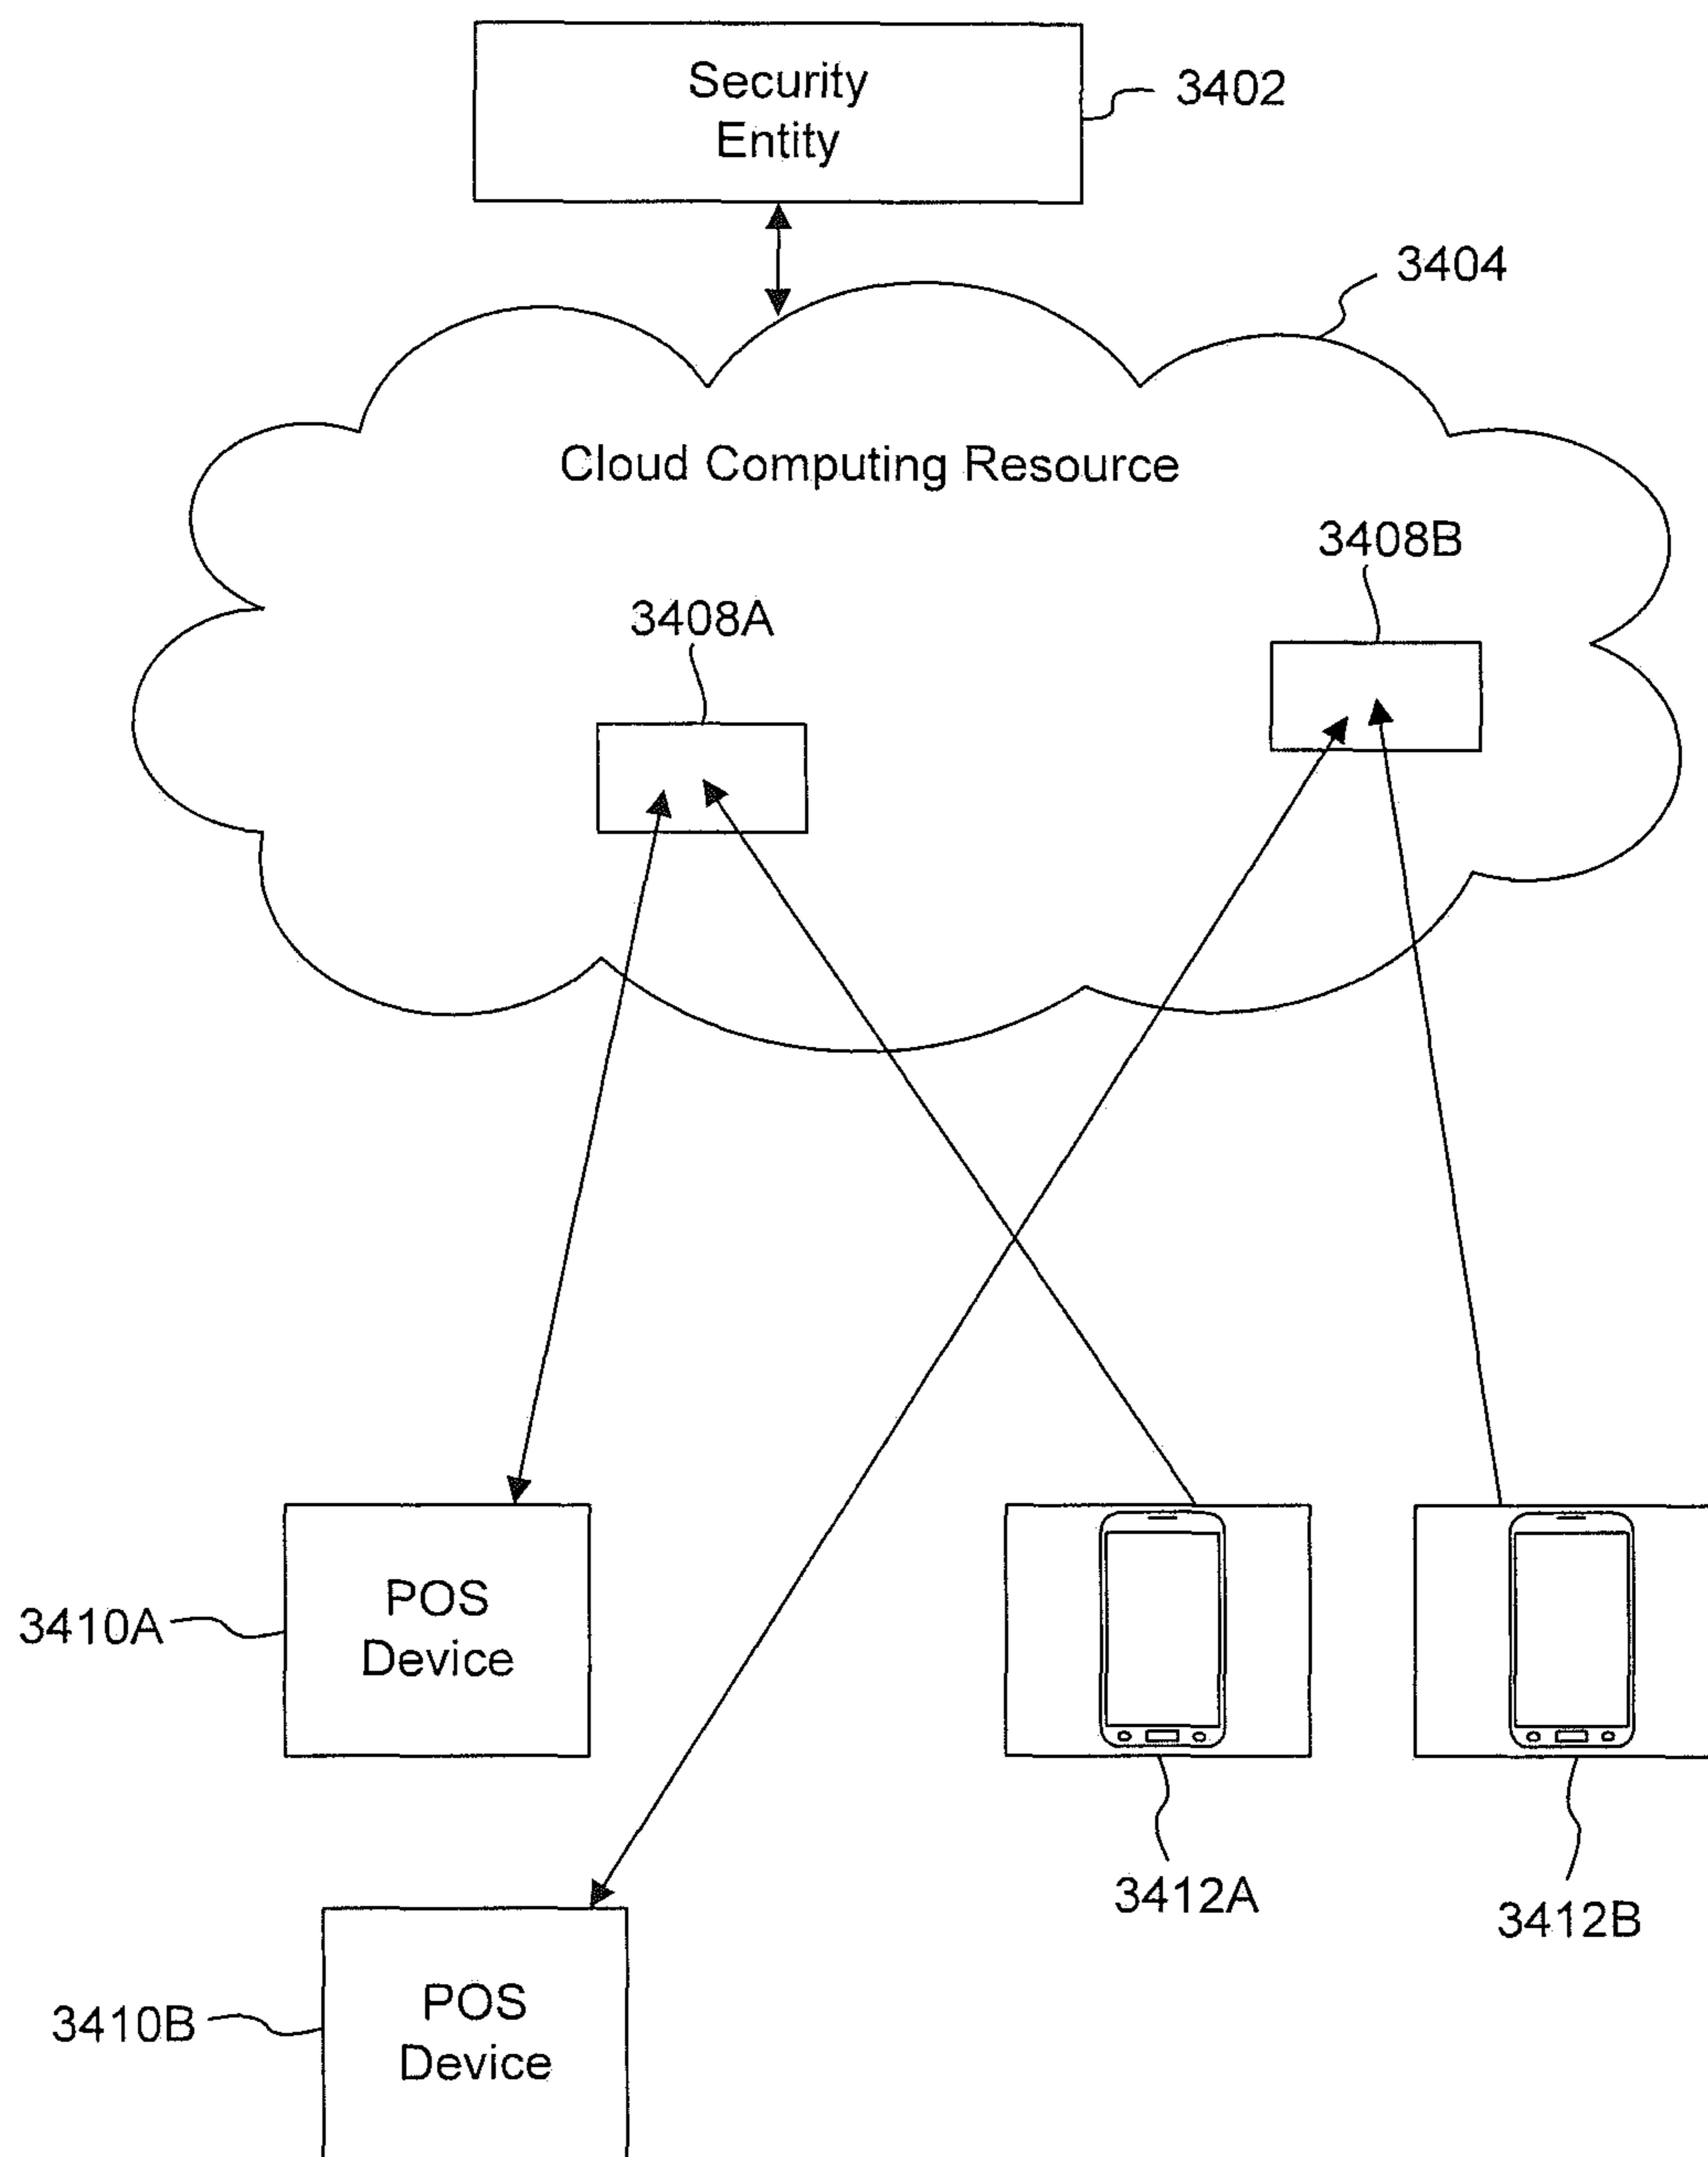 Security
Entity
3402
3404
Cloud Computing Resource
3408B
3408A
3410A
POS
Device
3412A
3412B
3410B
POS
Device